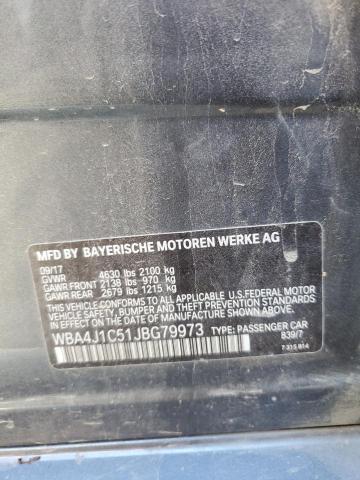 MFD BY BAYERISCHE MOTOREN WERKE AG
09/17
GVWR 4630 lbs 2100 kg
GAWR FRONT 2138 lbs 970 kg
GAWR REAR 2679 lbs 1215 kg
THIS VEHICLE CONFORMS TO ALL APPLICABLE U.S.FEDERAL MOTOR
SAFETY, BUMPER, AND THEFT PREVENTION STANDARDS IN
EFFECT ON THE DATE OF MANUFACTURE SHOWN ABOVE.
WBA4J1C51JBG79973 TYPE: PASSENGER CAR
839/7
7 315 814